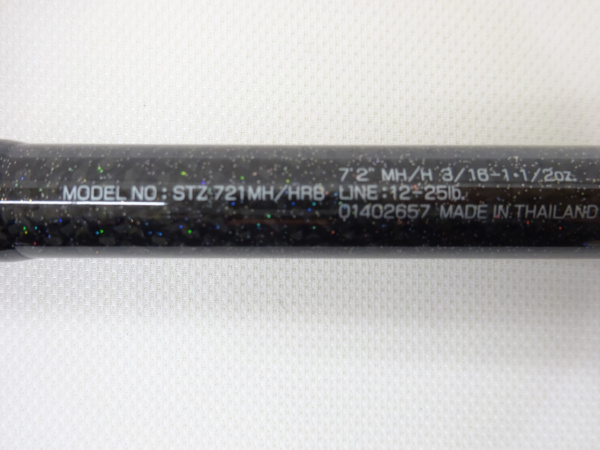 7'2" MH/H 3/16-1・1/2oz.
MODEL NO : STZ 721MH/HRB LINE : 12-25lb.
01402657 MADE IN THAILAND